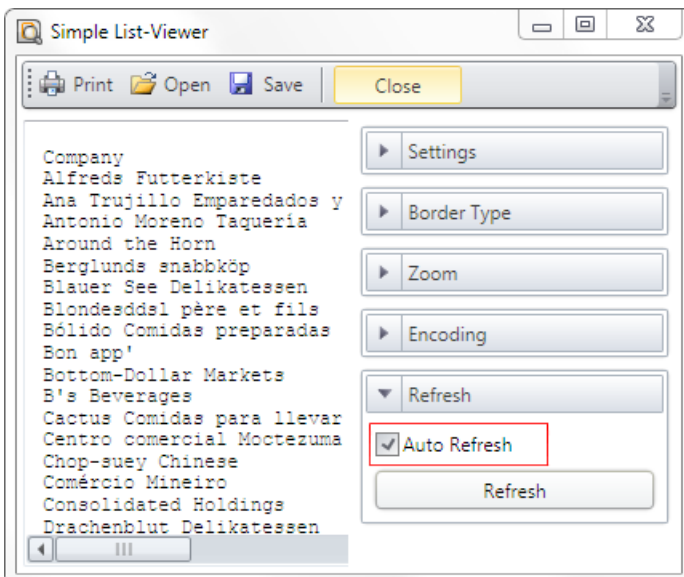 Simple List-Viewer
Print Open Save Close
Company
Alfreds Futterkiste
Ana Trujillo Emparedados y
Antonio Moreno Taquería
Around the Horn
Berglunds snabbköp
Blauer See Delikatessen
Blondesddsl père et fils
Bólido Comidas preparadas
Bon app'
Bottom-Dollar Markets
B's Beverages
Cactus Comidas para llevar
Centro comercial Moctezuma
Chop-suey Chinese
Comércio Mineiro
Consolidated Holdings
Drachenblut Delikatessen
Settings
Border Type
Zoom
Encoding
Refresh
Auto Refresh
Refresh